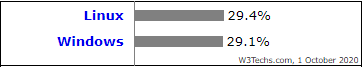 Linux 29.4%
Windows 29.1%
W3Techs.com, 1 October 2020